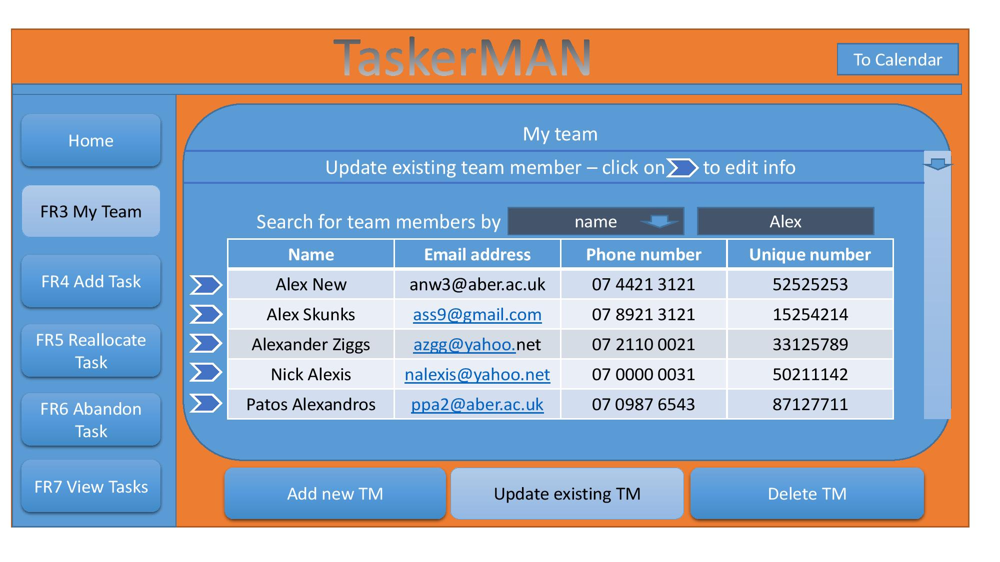 TaskerMAN
To Calendar
Home
FR3 My Team
FR4 Add Task
FR5 Reallocate
Task
FR6 Abandon
Task
FR7 View Tasks
My team
Update existing team member – click on to edit info
Search for team members by name Alex
Name Email address Phone number Unique number
Alex New anw3@aber.ac.uk 07 4421 3121 52525253
Alex Skunks ass9@gmail.com 07 8921 3121 15254214
Alexander Ziggs azgg@yahoo.net 07 2110 0021 33125789
Nick Alexis nalexis@yahoo.net 07 0000 0031 50211142
Patos Alexandros ppa2@aber.ac.uk 07 0987 6543 87127711
Add new TM Update existing TM Delete TM